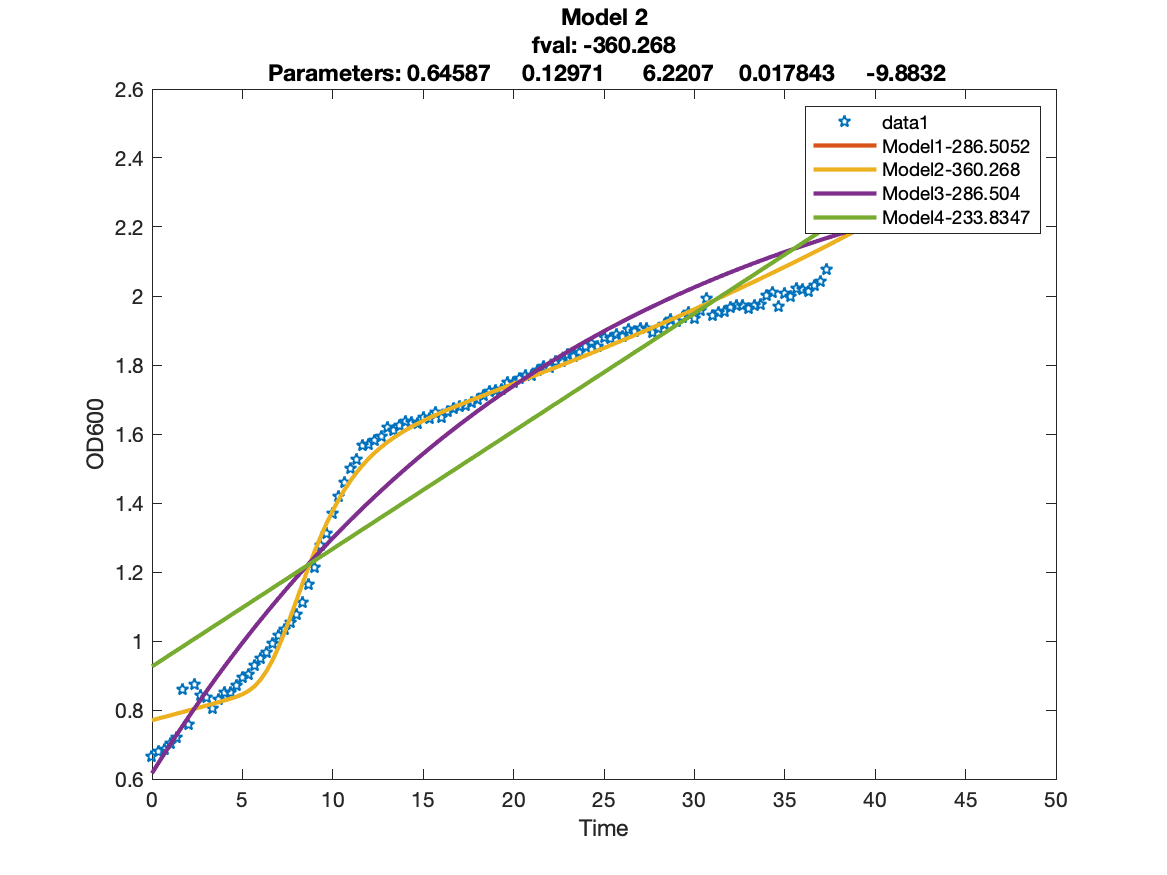 Model 2
fval: -360.268
Parameters: 0.64587 0.12971 6.2207 0.017843 -9.8832
2.6
2.4
2.2
2
1.8
1.6
1.4
1.2
1
0.8
0.6
OD600
data1
Model1-286.5052
Model2-360.268
Model3-286.504
Model4-233.8347
0 5 10 15 20 25 30 35 40 45 50
Time